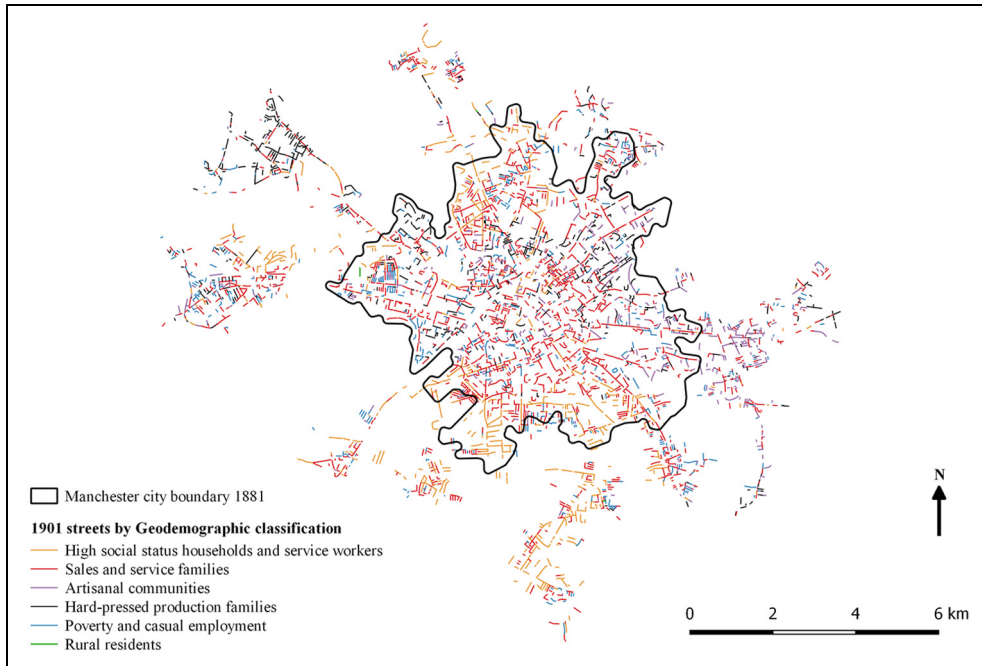 Manchester city boundary 1881
1901 streets by Geodemographic classification
High social status households and service workers
Sales and service families
Artisanal communities
Hard-pressed production families
Poverty and casual employment
Rural residents
N
0 2 4 6 km